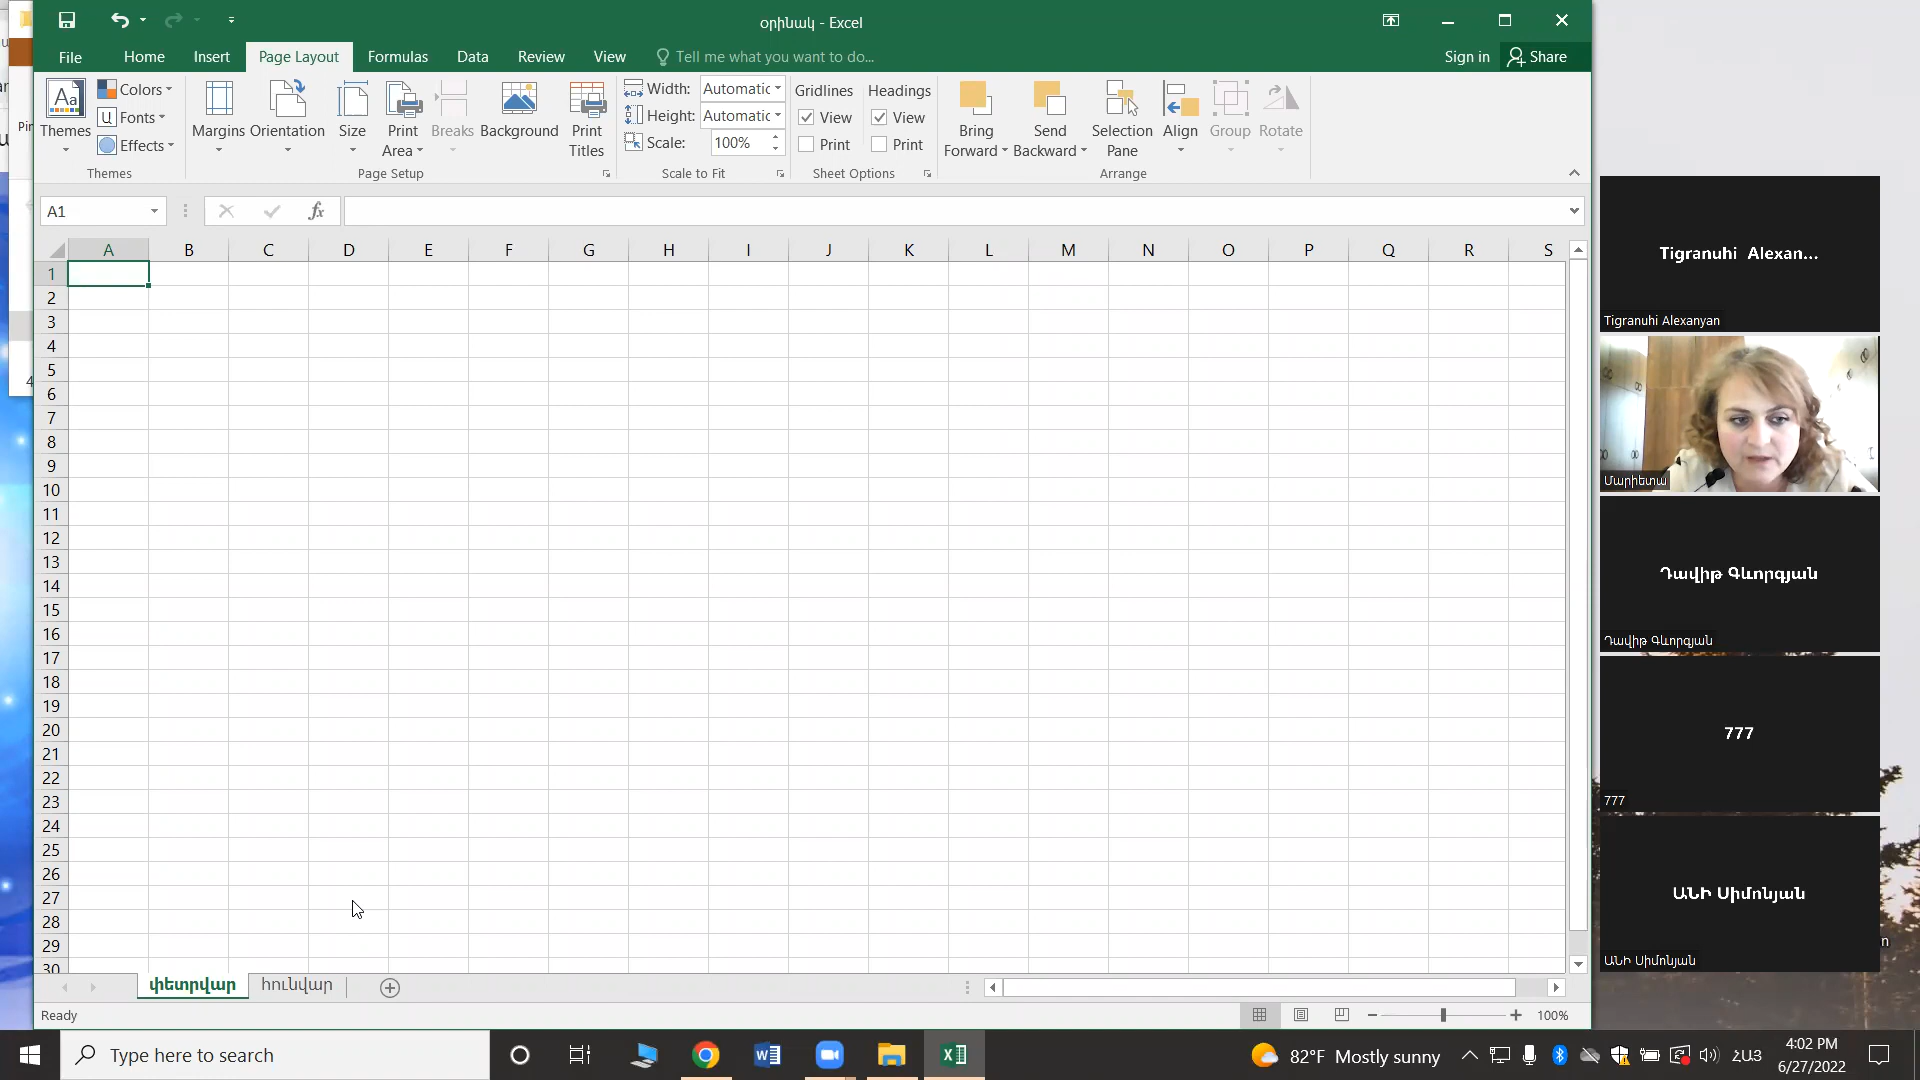 օրինակ - Excel
File Home Insert Page Layout Formulas Data Review View Tell me what you want to do... Sign in Share
Themes Colors Fonts Effects
Themes
Margins Orientation Size Print Area Breaks Background Print Titles
Page Setup
Width: Automatic
Height: Automatic
Scale: 100%
Scale to Fit
Gridlines Headings
View View
Print Print
Sheet Options
Bring Forward Send Backward Selection Pane Align Group Rotate
Arrange
A1
fx
A B C D E F G H I J K L M N O P Q R S
1
2
3
4
5
6
7
8
9
10
11
12
13
14
15
16
17
18
19
20
21
22
23
24
25
26
27
28
29
30
փետրվար հունվար
Ready
100%
Tigranuhi Alexan...
Tigranuhi Alexanyan
Մարիետա
Դավիթ Գևորգյան
Դավիթ Գևորգյան
777
777
ԱՆԻ Սիմոնյան
ԱՆԻ Սիմոնյան
Type here to search
82°F Mostly sunny
ՀԱՅ
4:02 PM
6/27/2022